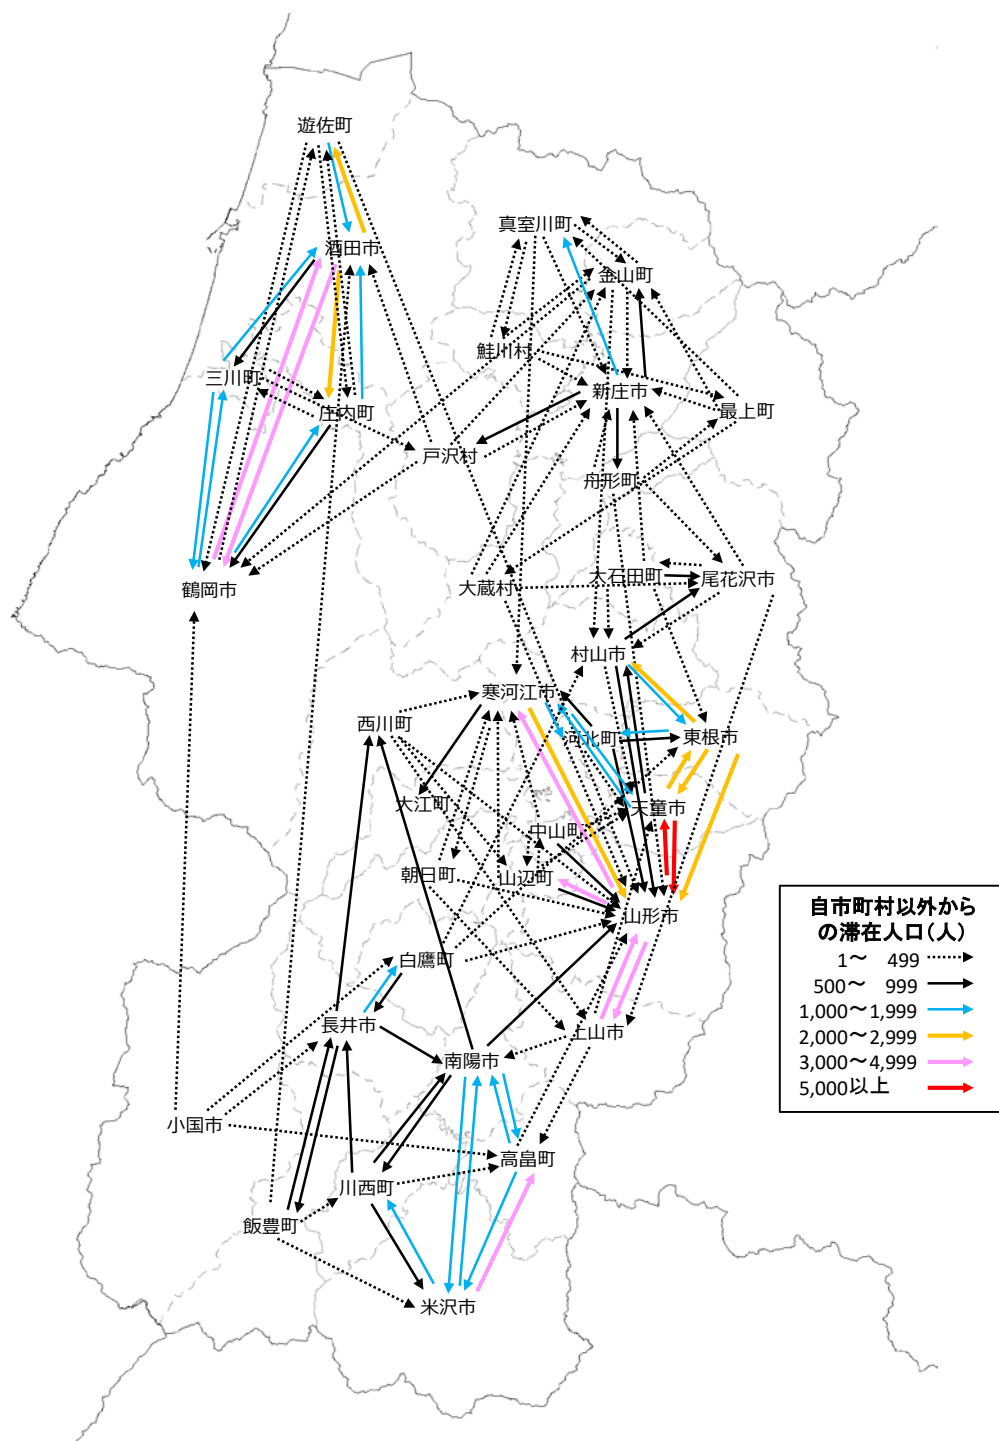 遊佐町
真室川町
酒田市
金山町
鮭川村
三川町
新庄市
庄内町
最上町
戸沢村
舟形町
大石田町
尾花沢市
鶴岡市
大蔵村
村山市
寒河江市
西川町
河北町
東根市
大江町
天童市
中山町
朝日町
山辺町
山形市
白鷹町
長井市
上山市
南陽市
小国市
高畠町
川西町
飯豊町
米沢市
自市町村以外から
の滞在人口(人)
1～ 499
500～ 999
1,000～1,999
2,000～2,999
3,000～4,999
5,000以上